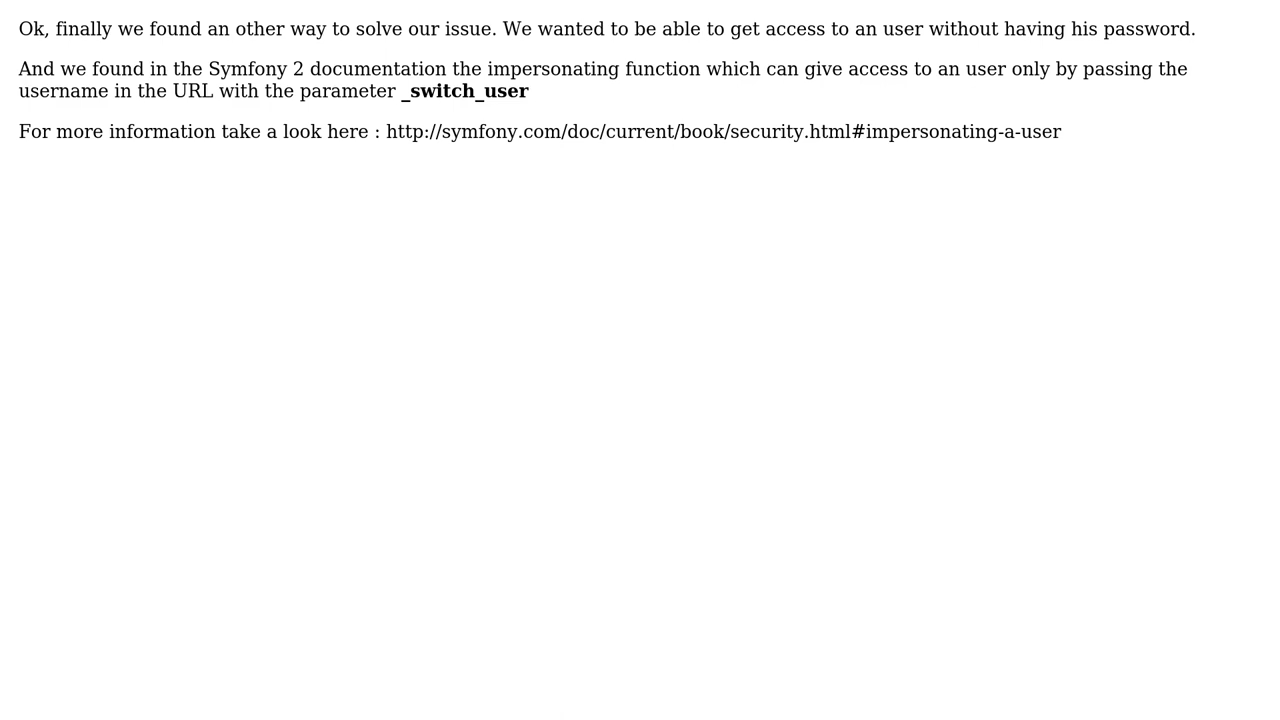 Ok, finally we found an other way to solve our issue. We wanted to be able to get access to an user without having his password.
And we found in the Symfony 2 documentation the impersonating function which can give access to an user only by passing the
username in the URL with the parameter _switch_user
For more information take a look here : http://symfony.com/doc/current/book/security.html#impersonating-a-user